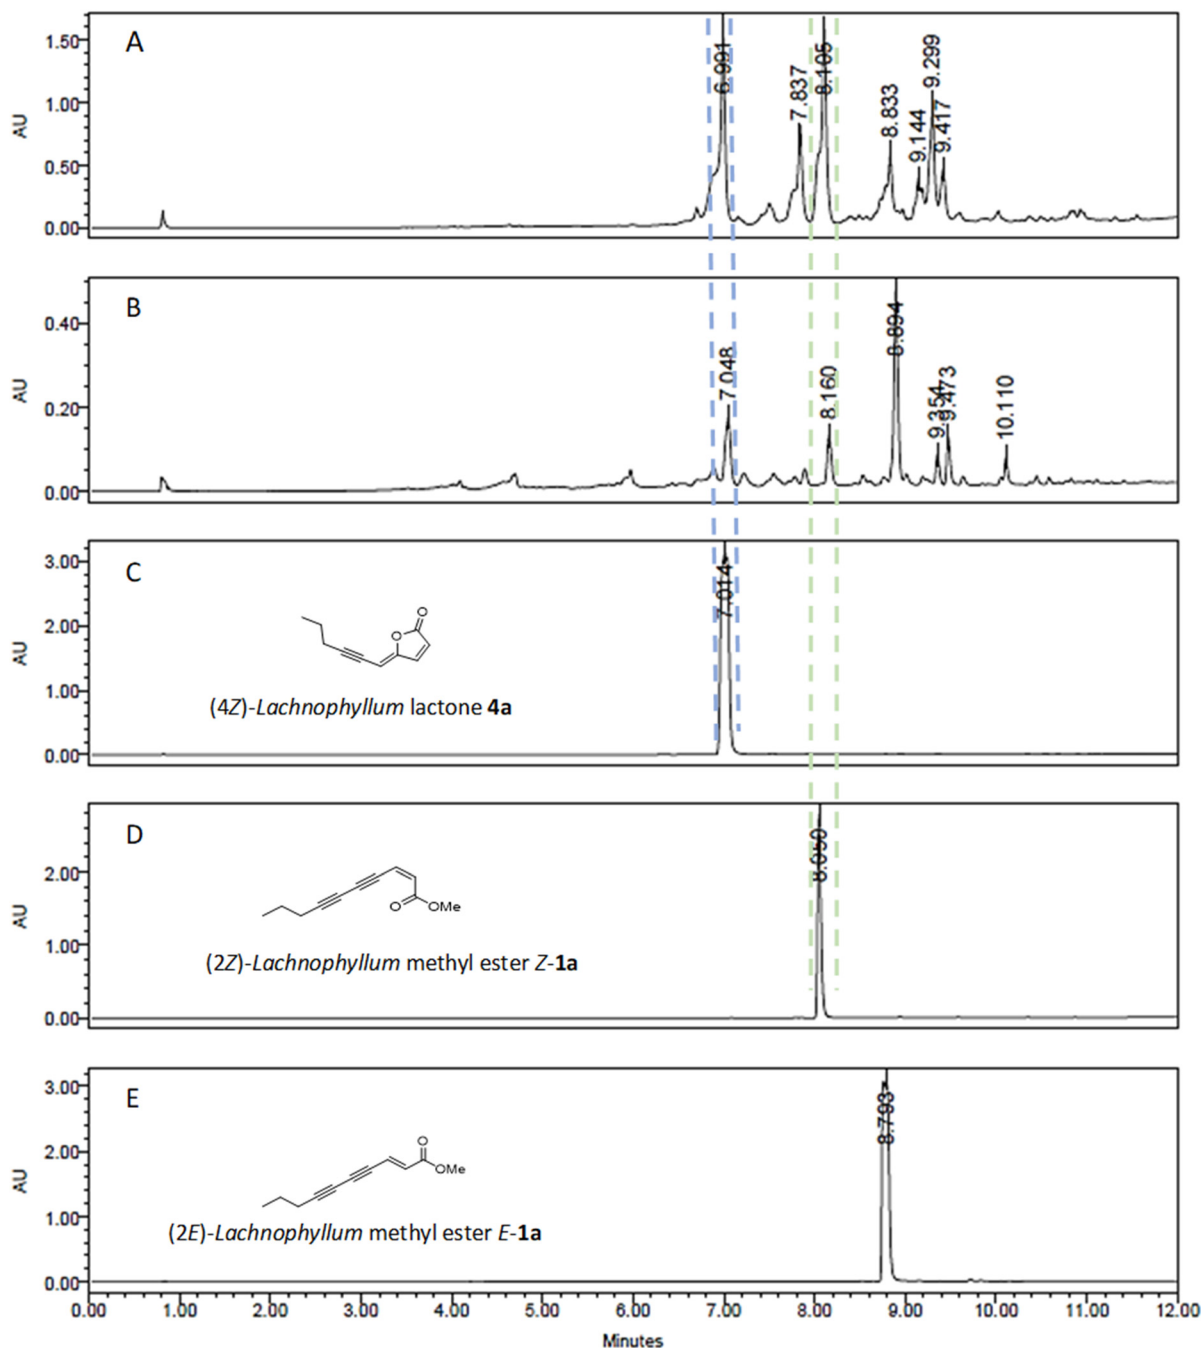 A
AU
1.50
1.00
0.50
0.00
6.991
7.837
8.105
8.833
9.144
9.299
9.417
B
AU
0.40
0.20
0.00
7.048
8.160
8.894
9.354
9.473
10.110
C
AU
3.00
2.00
1.00
0.00
7.014
O
O
(4Z)-Lachnophyllum lactone 4a
D
AU
2.00
1.00
0.00
8.050
O
OMe
(2Z)-Lachnophyllum methyl ester Z-1a
E
AU
3.00
2.00
1.00
0.00
8.793
O
OMe
(2E)-Lachnophyllum methyl ester E-1a
0.00 1.00 2.00 3.00 4.00 5.00 6.00 7.00 8.00 9.00 10.00 11.00 12.00
Minutes